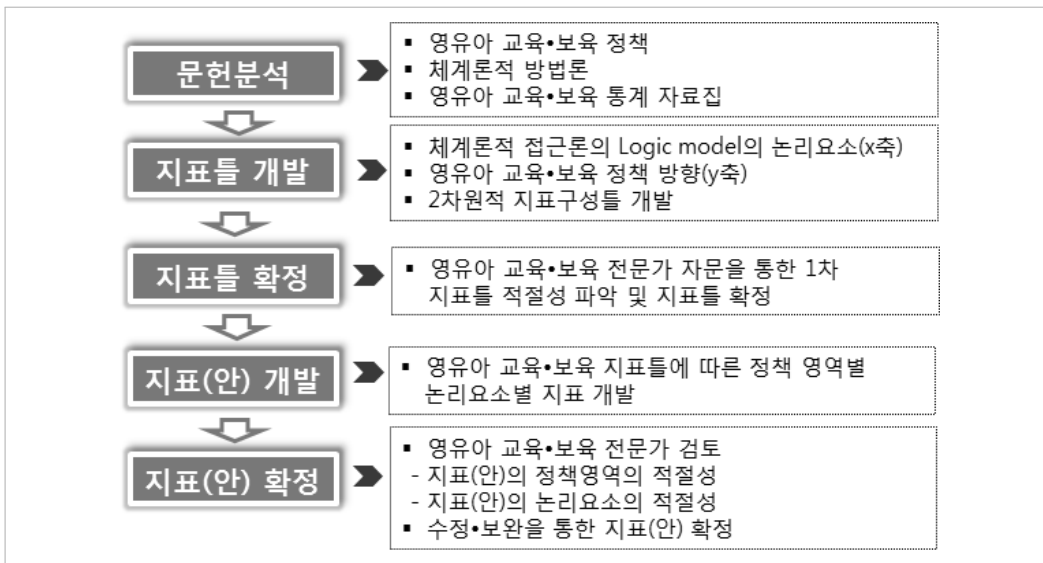 문헌분석
▪ 영유아 교육•보육 정책
▪ 체계론적 방법론
▪ 영유아 교육•보육 통계 자료집
지표틀 개발
▪ 체계론적 접근론의 Logic model의 논리요소(x축)
▪ 영유아 교육•보육 정책 방향(y축)
▪ 2차원적 지표구성틀 개발
지표틀 확정
▪ 영유아 교육•보육 전문가 자문을 통한 1차
지표틀 적절성 파악 및 지표틀 확정
지표(안) 개발
▪ 영유아 교육•보육 지표틀에 따른 정책 영역별
논리요소별 지표 개발
지표(안) 확정
▪ 영유아 교육•보육 전문가 검토
- 지표(안)의 정책영역의 적절성
- 지표(안)의 논리요소의 적절성
▪ 수정•보완을 통한 지표(안) 확정